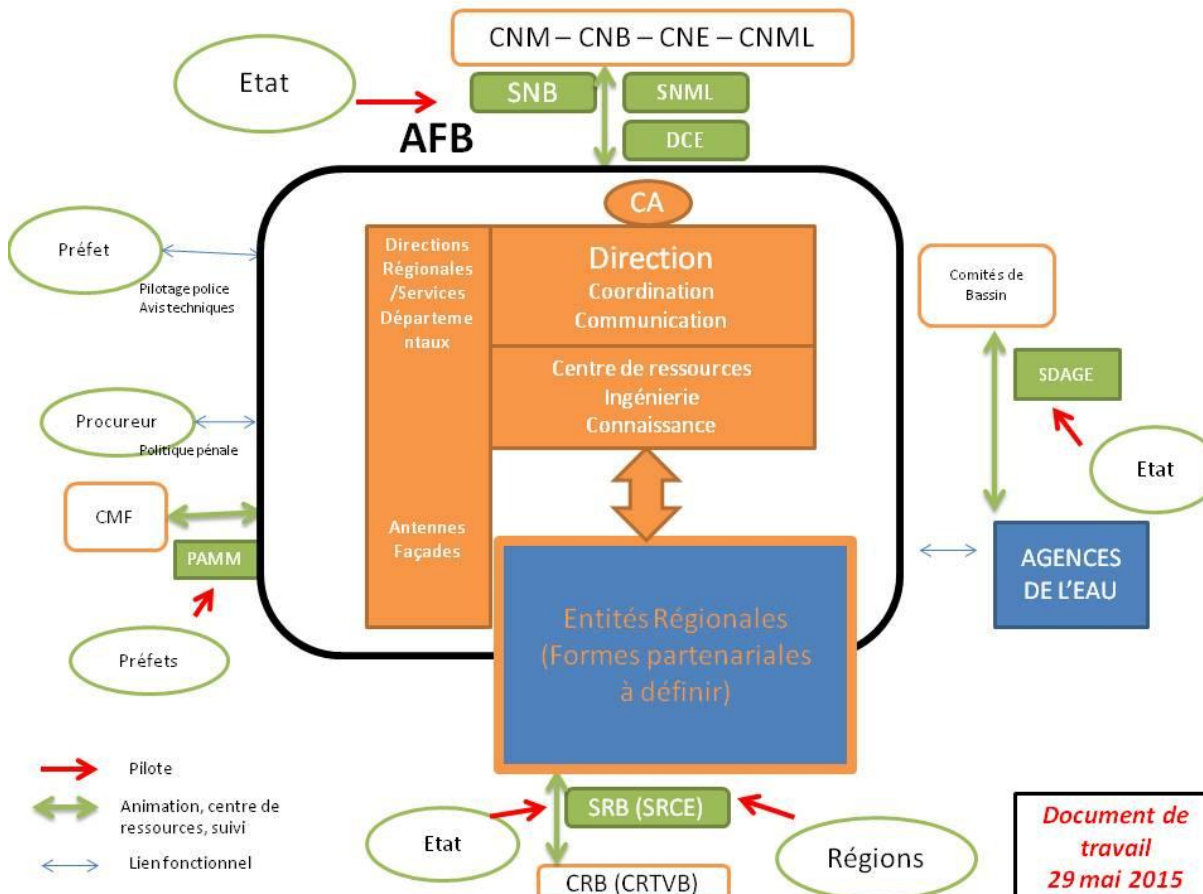 CNM – CNB – CNE – CNML
Etat
SNB
SNML
AFB
DCE
CA
Préfet
Pilotage police
Avis techniques
Directions
Régionales
/Services
Départeme
ntaux
Direction
Coordination
Communication
Centre de ressources
Ingénierie
Connaissance
Comités de
Bassin
SDAGE
Etat
Procureur
Politique pénale
CMF
PAMM
Préfets
Antennes
Façades
AGENCES
DE L'EAU
Entités Régionales
(Formes partenariales
à définir)
Pilote
Animation, centre de
ressources, suivi
Lien fonctionnel
Etat
SRB (SRCE)
Régions
CRB (CRTVB)
Document de
travail
29 mai 2015